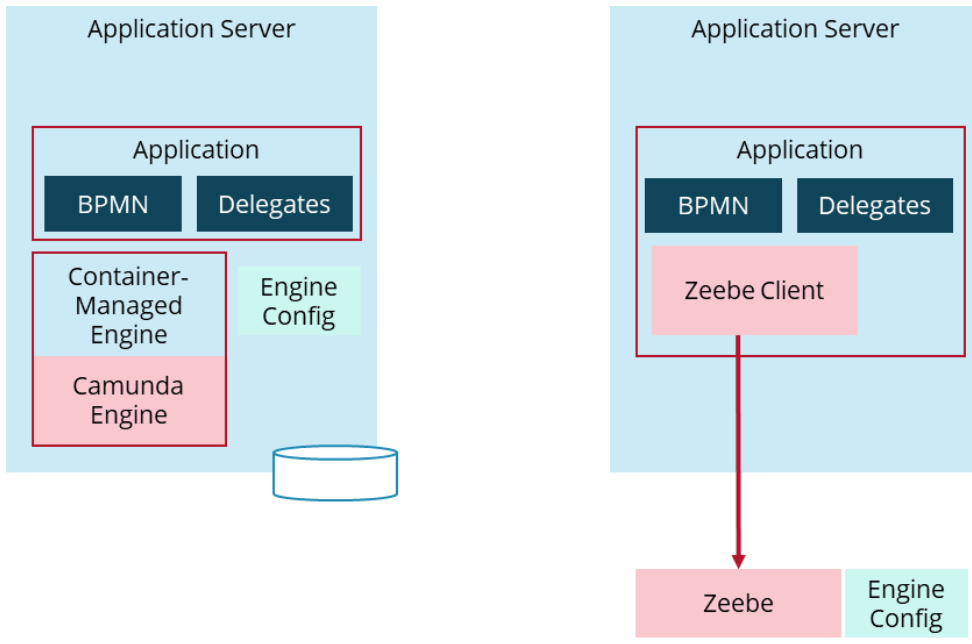 Application Server
Application
BPMN
Delegates
Container-
Managed
Engine
Engine
Config
Camunda
Engine
Application Server
Application
BPMN
Delegates
Zeebe Client
Zeebe
Engine
Config